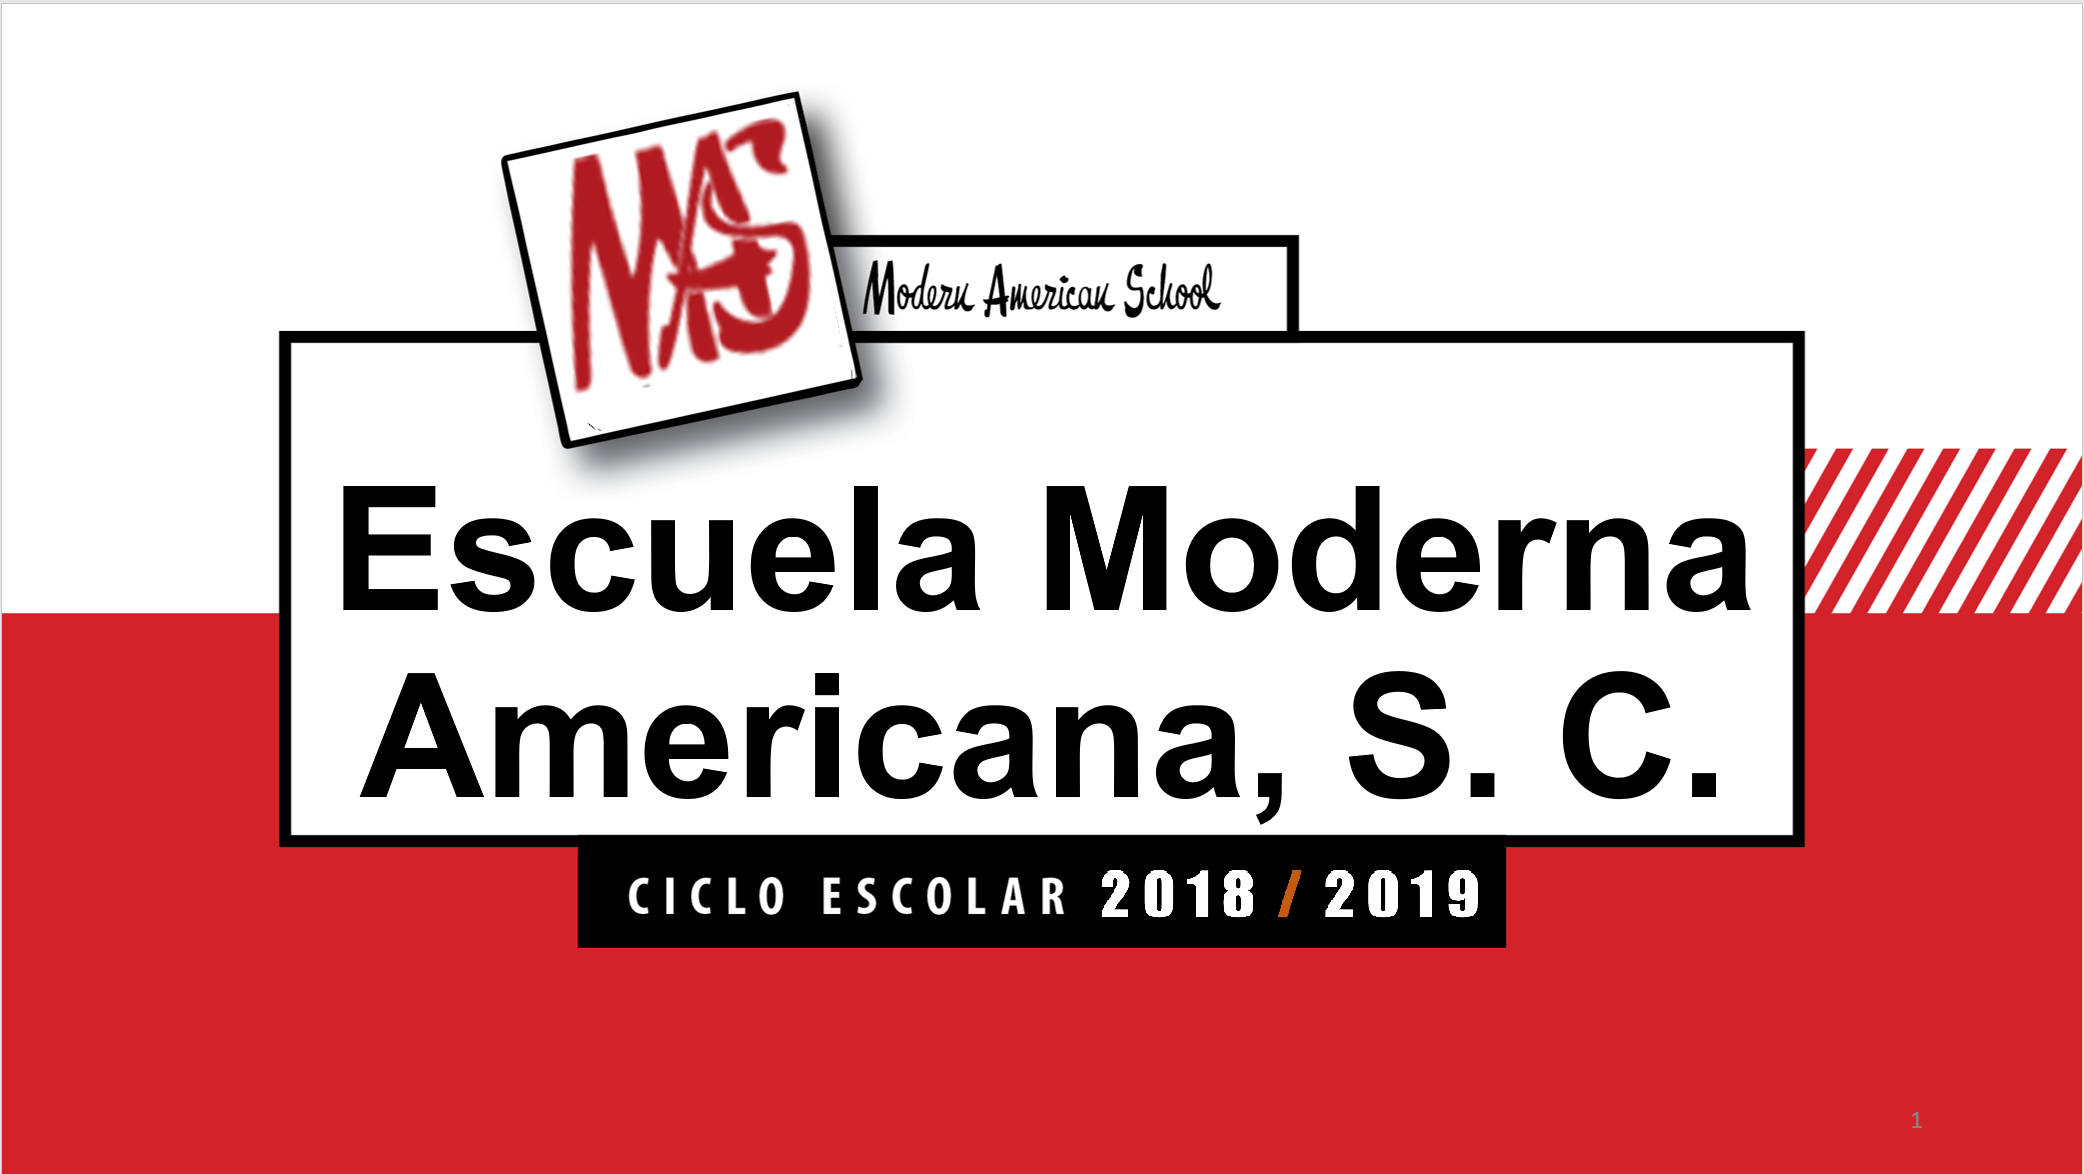 MAS
Modern American School
Escuela Moderna
Americana, S. C.
CICLO ESCOLAR 2018 / 2019
1